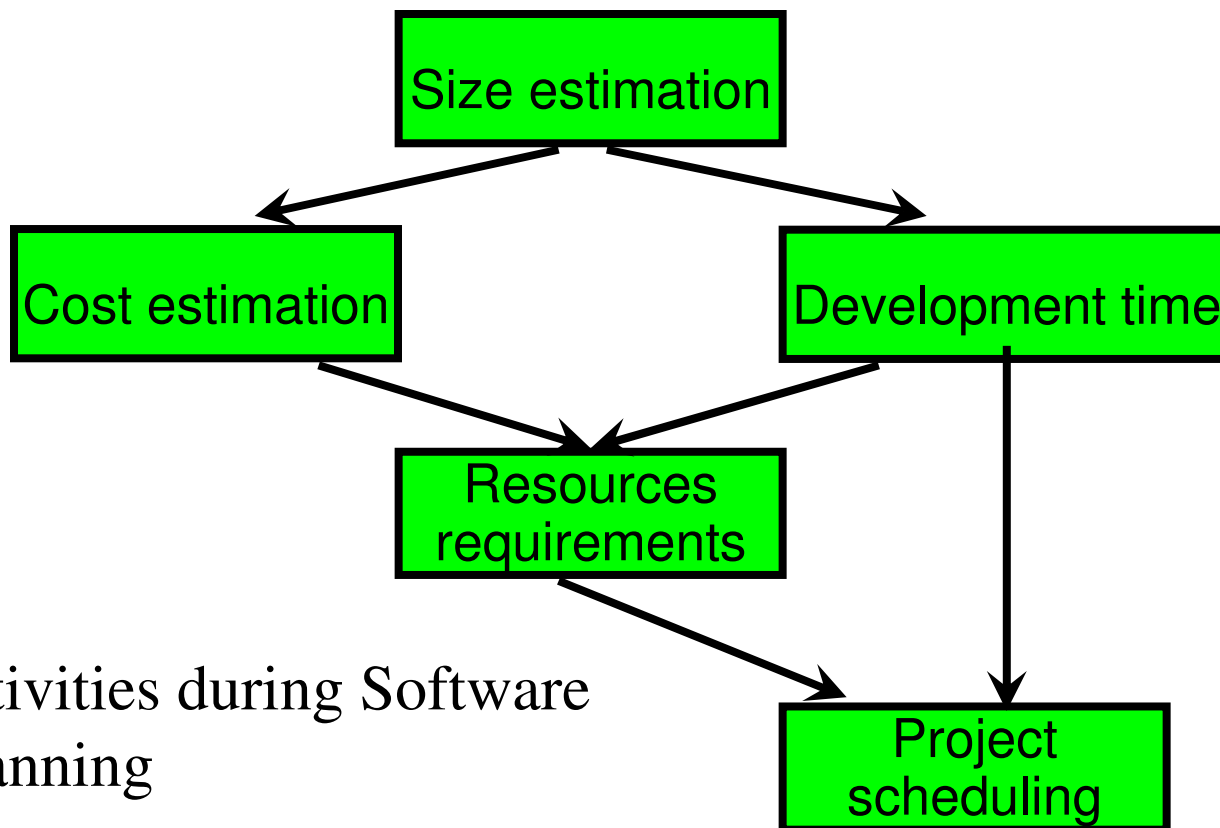 Size estimation
Cost estimation
Development time
Resources
requirements
tivities during Software
anning
Project
scheduling